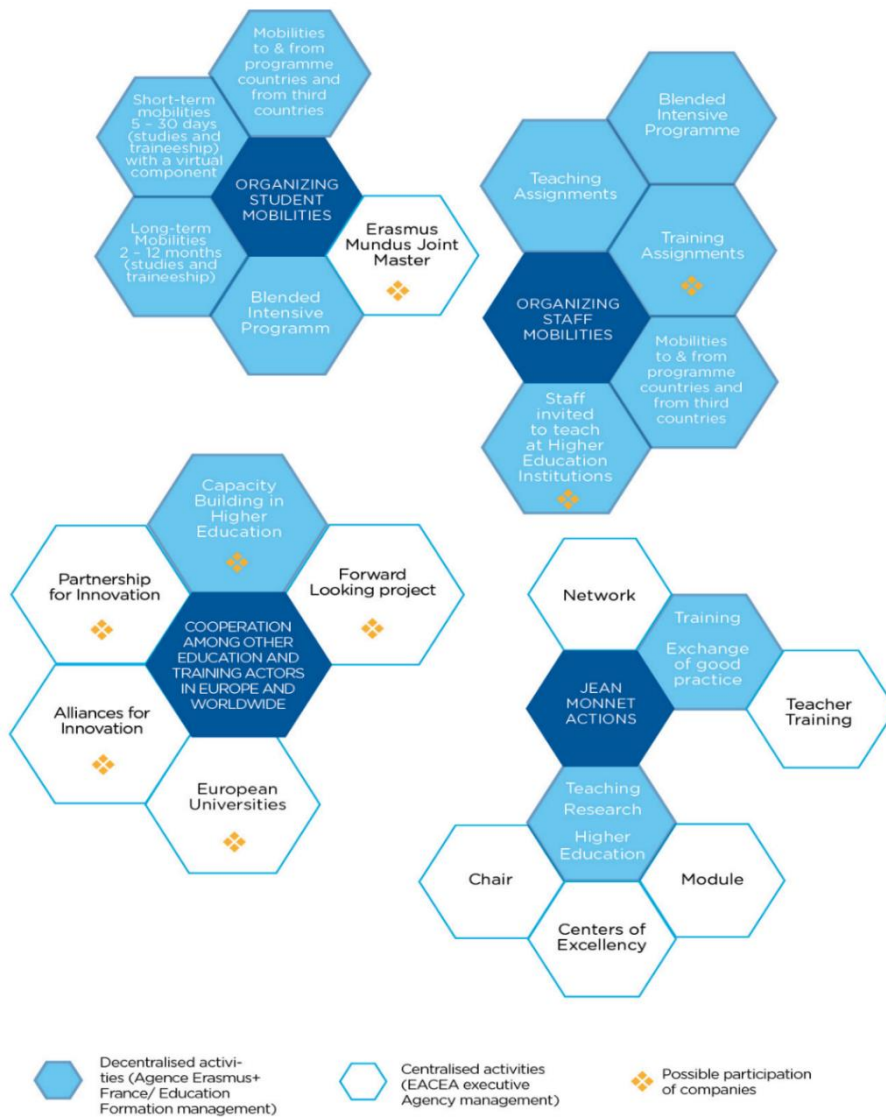 Mobilities
to & from
programme
countries and
from third
countries
Short-term
mobilities
5 – 30 days
(studies and
traineeship)
with a virtual
component
ORGANIZING
STUDENT
MOBILITIES
Erasmus
Mundus Joint
Master
Long-term
Mobilities
2 – 12 months
(studies and
traineeship)
Blended
Intensive
Programm
Blended
Intensive
Programme
Teaching
Assignments
Training
Assignments
ORGANIZING
STAFF
MOBILITIES
Mobilities
to & from
programme
countries and
from third
countries
Staff
invited
to teach
at Higher
Education
Institutions
Capacity
Building in
Higher
Education
Partnership
for Innovation
Forward
Looking project
COOPERATION
AMONG OTHER
EDUCATION AND
TRAINING ACTORS
IN EUROPE AND
WORLDWIDE
Alliances for
Innovation
European
Universities
Network
Training
Exchange
of good
practice
JEAN
MONNET
ACTIONS
Teacher
Training
Teaching
Research
Higher
Education
Chair
Module
Centers of
Excellency
Decentralised activi-
ties (Agence Erasmus+
France/ Education
Formation management)
Centralised activities
(EACEA executive
Agency management)
Possible participation
of companies